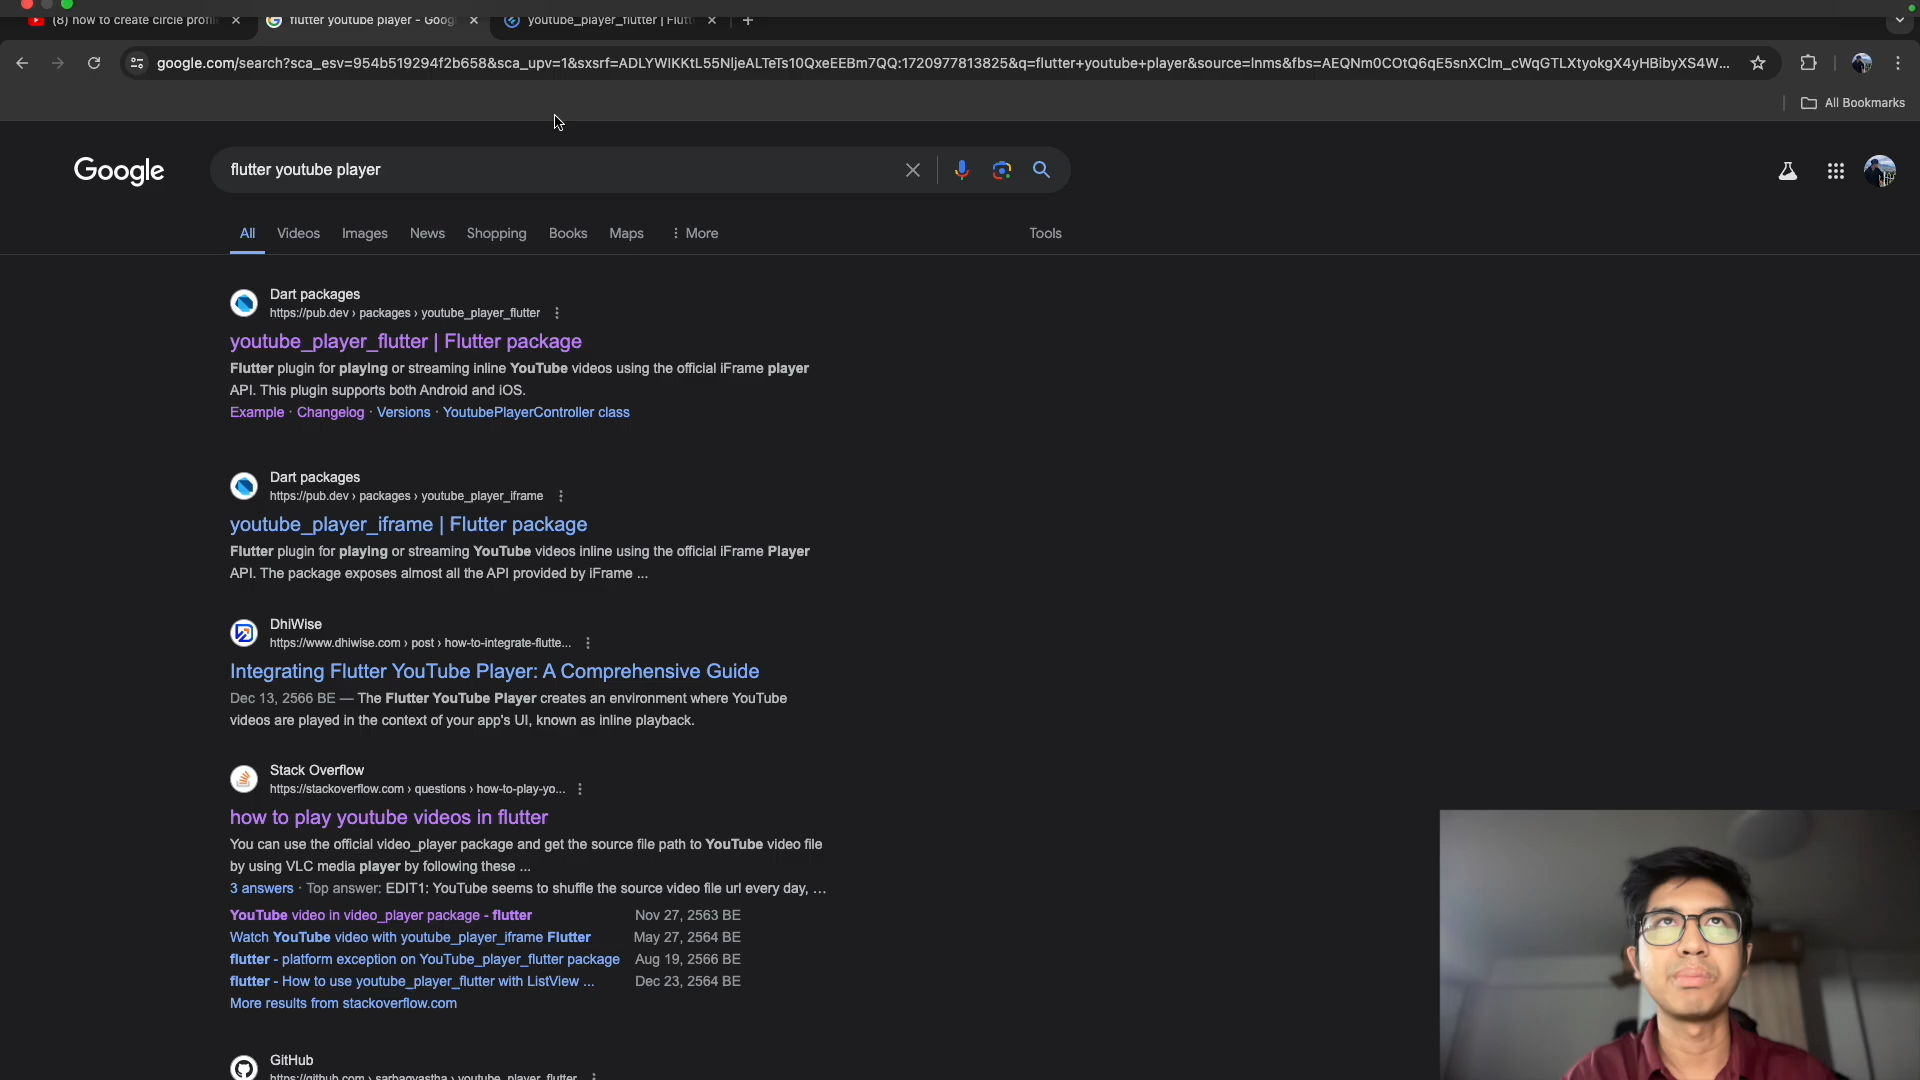 (8) how to create circle profil
flutter youtube player - Goog
youtube_player_flutter | Flutt
google.com/search?sca_esv=954b519294f2b658&sca_upv=1&sxsrf=ADLYWIKKtL55NljeALTeTs10QxeEEBm7QQ:1720977813825&q=flutter+youtube+player&source=lnms&fbs=AEQNm0COtQ6qE5snXClm_cWqGTLXtyokgX4yHBibyXS4W...
All Bookmarks
Google
flutter youtube player
All
Videos
Images
News
Shopping
Books
Maps
More
Tools
Dart packages
https://pub.dev › packages › youtube_player_flutter
youtube_player_flutter | Flutter package
Flutter plugin for playing or streaming inline YouTube videos using the official iFrame player
API. This plugin supports both Android and iOS.
Example · Changelog · Versions · YoutubePlayerController class
Dart packages
https://pub.dev › packages › youtube_player_iframe
youtube_player_iframe | Flutter package
Flutter plugin for playing or streaming YouTube videos inline using the official iFrame Player
API. The package exposes almost all the API provided by iFrame ...
DhiWise
https://www.dhiwise.com › post › how-to-integrate-flutte...
Integrating Flutter YouTube Player: A Comprehensive Guide
Dec 13, 2566 BE — The Flutter YouTube Player creates an environment where YouTube
videos are played in the context of your app's UI, known as inline playback.
Stack Overflow
https://stackoverflow.com › questions › how-to-play-yo...
how to play youtube videos in flutter
You can use the official video_player package and get the source file path to YouTube video file
by using VLC media player by following these ...
3 answers · Top answer: EDIT1: YouTube seems to shuffle the source video file url every day, ...
YouTube video in video_player package - flutter Nov 27, 2563 BE
Watch YouTube video with youtube_player_iframe Flutter May 27, 2564 BE
flutter - platform exception on YouTube_player_flutter package Aug 19, 2566 BE
flutter - How to use youtube_player_flutter with ListView ... Dec 23, 2564 BE
More results from stackoverflow.com
GitHub
https://github.com › sarbagyastha › youtube_player_flutter